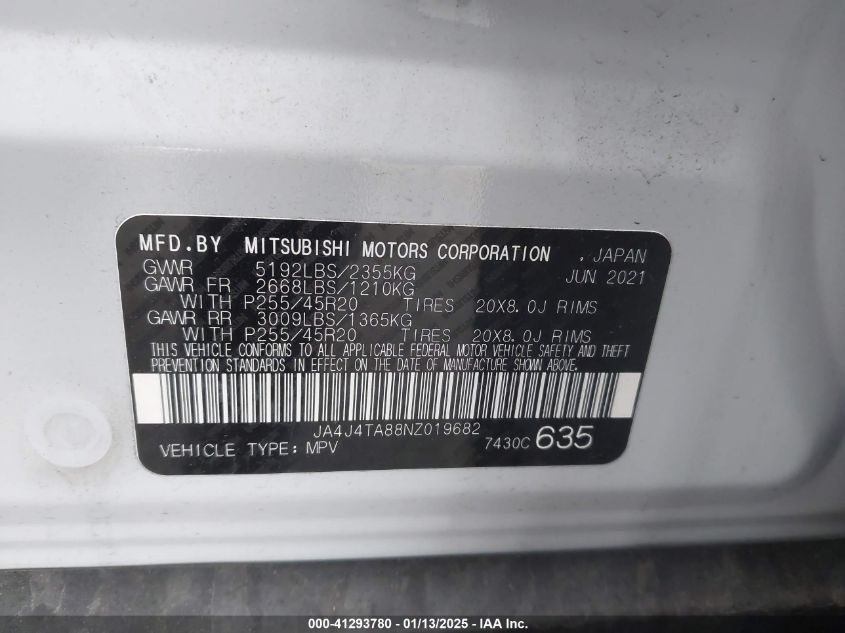 MFD.BY MITSUBISHI MOTORS CORPORATION . JAPAN
GVWR 5192LBS/2355KG JUN 2021
GAWR FR 2668LBS/1210KG
WITH P255/45R20 TIRES 20X8.0J RIMS
GAWR RR 3009LBS/1365KG
WITH P255/45R20 TIRES 20X8.0J RIMS
THIS VEHICLE CONFORMS TO ALL APPLICABLE FEDERAL MOTOR VEHICLE SAFETY AND THEFT
PREVENTION STANDARDS IN EFFECT ON THE DATE OF MANUFACTURE SHOWN ABOVE.
JA4J4TA88NZ019682
VEHICLE TYPE: MPV 7430C 635
000-41293780 - 01/13/2025 - IAA Inc.